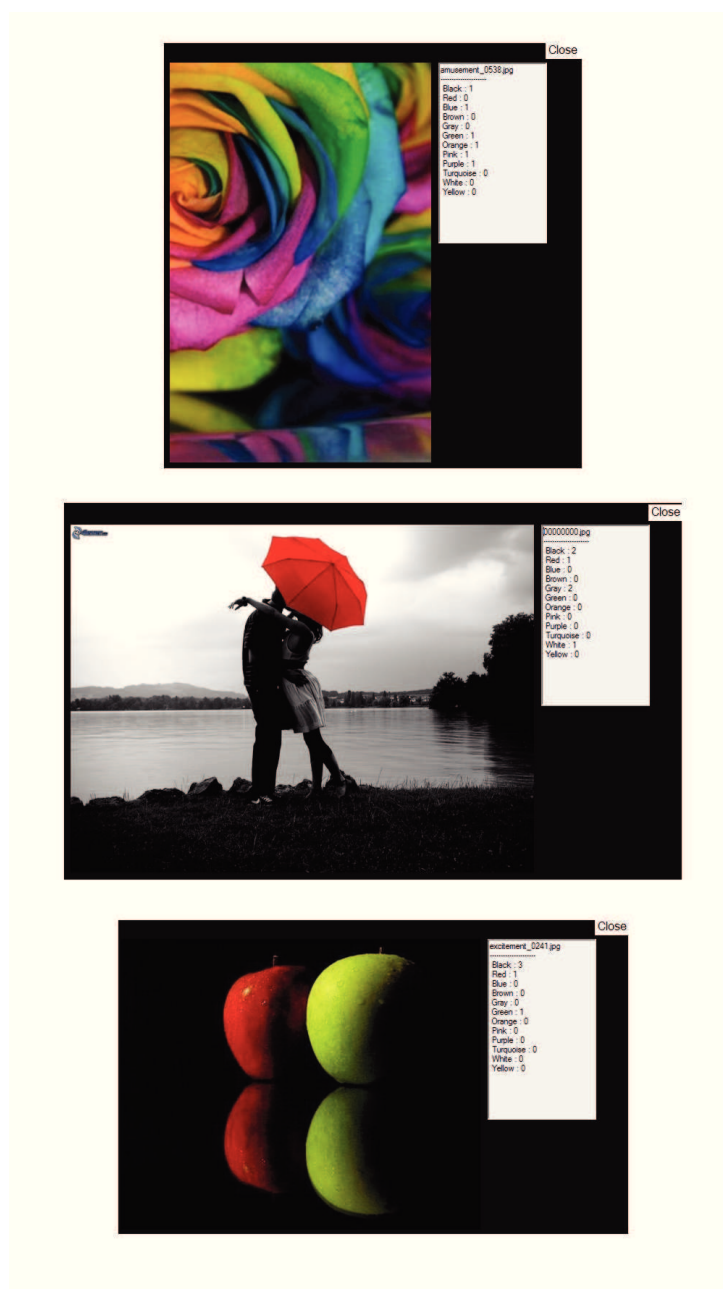 Close
amusement_0538.jpg
----------------------
Black : 1
Red : 0
Blue : 1
Brown : 0
Gray : 0
Green : 1
Orange : 1
Pink : 1
Purple : 1
Turquoise : 0
White : 0
Yellow : 0
Close
00000000.jpg
----------------------
Black : 2
Red : 1
Blue : 0
Brown : 0
Gray : 2
Green : 0
Orange : 0
Pink : 0
Purple : 0
Turquoise : 0
White : 1
Yellow : 0
Close
excitement_0241.jpg
----------------------
Black : 3
Red : 1
Blue : 0
Brown : 0
Gray : 0
Green : 1
Orange : 0
Pink : 0
Purple : 0
Turquoise : 0
White : 0
Yellow : 0